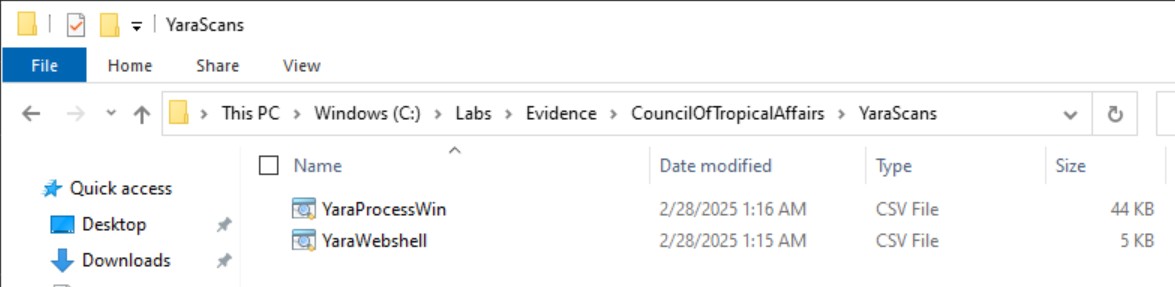 YaraScans
File Home Share View
This PC Windows (C:) Labs Evidence CouncilOfTropicalAffairs YaraScans
Name Date modified Type Size
Quick access
YaraProcessWin 2/28/2025 1:16 AM CSV File 44 KB
Desktop
YaraWebshell 2/28/2025 1:15 AM CSV File 5 KB
Downloads